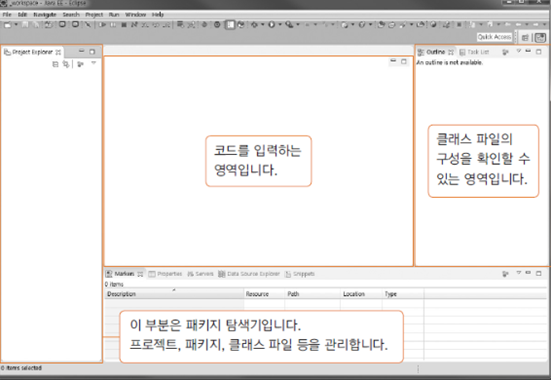 _workspace - Java EE - Eclipse
File Edit Navigate Search Project Run Window Help
Quick Access
Project Explorer
Outline
Task List
An outline is not available.
코드를 입력하는
영역입니다.
클래스 파일의
구성을 확인할 수
있는 영역입니다.
Markers Properties Servers Data Source Explorer Snippets
0 items
Description Resource Path Location Type
이 부분은 패키지 탐색기입니다.
프로젝트, 패키지, 클래스 파일 등을 관리합니다.
0 items selected